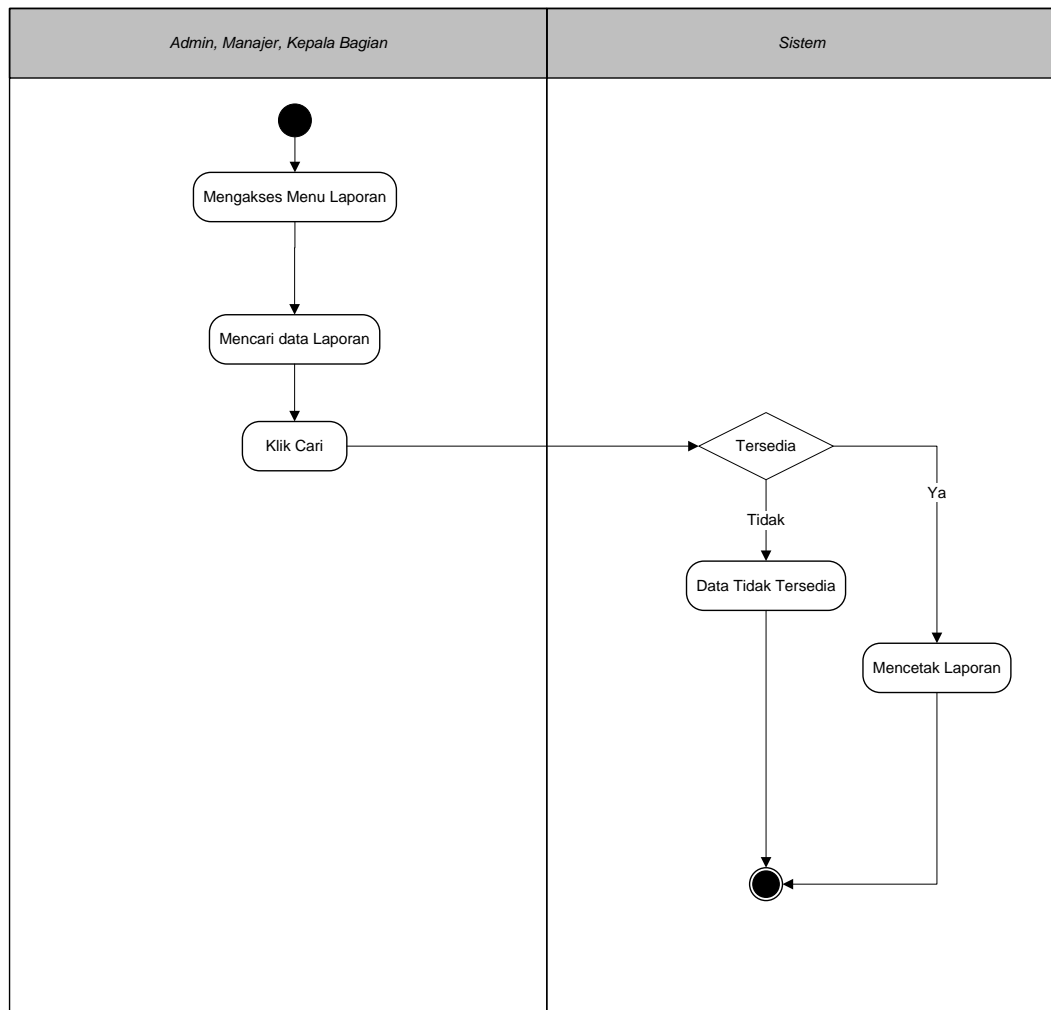 Admin, Manajer, Kepala Bagian
Sistem
Mengakses Menu Laporan
Mencari data Laporan
Klik Cari
Tersedia
Ya
Tidak
Data Tidak Tersedia
Mencetak Laporan